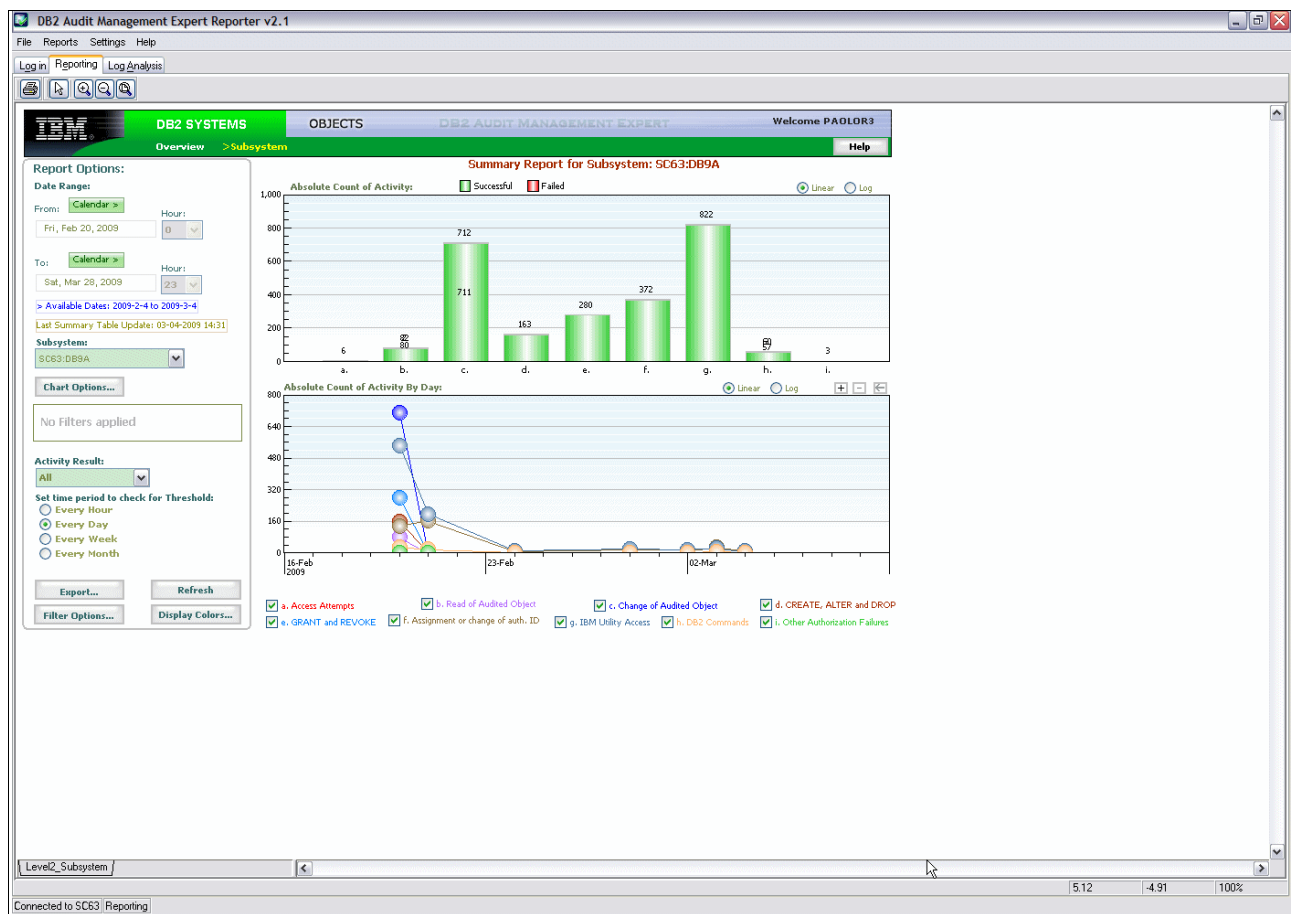 DB2 Audit Management Expert Reporter v2.1
File Reports Settings Help
Log in Reporting Log Analysis
IBM
DB2 SYSTEMS OBJECTS DB2 AUDIT MANAGEMENT EXPERT Welcome PAOLOR3
Overview >Subsystem Help
Report Options:
Date Range:
From: Calendar > Hour:
Fri, Feb 20, 2009 0
To: Calendar > Hour:
Sat, Mar 28, 2009 23
> Available Dates: 2009-2-4 to 2009-3-4
Last Summary Table Update: 03-04-2009 14:31
Subsystem:
SC63:DB9A
Chart Options...
No Filters applied
Activity Result:
All
Set time period to check for Threshold:
Every Hour
Every Day
Every Week
Every Month
Export... Refresh
Filter Options... Display Colors...
Summary Report for Subsystem: SC63:DB9A
Absolute Count of Activity: Successful Failed Linear Log
1,000
800
600
400
200
0
6
80
712
711
163
280
372
822
57
3
a. b. c. d. e. f. g. h. i.
Absolute Count of Activity By Day: Linear Log
800
640
480
320
160
0
16-Feb 23-Feb 02-Mar
2009
a. Access Attempts b. Read of Audited Object c. Change of Audited Object d. CREATE, ALTER and DROP
e. GRANT and REVOKE f. Assignment or change of auth. ID g. IBM Utility Access h. DB2 Commands i. Other Authorization Failures
Level2_Subsystem
5.12 -4.91 100%
Connected to SC63 Reporting